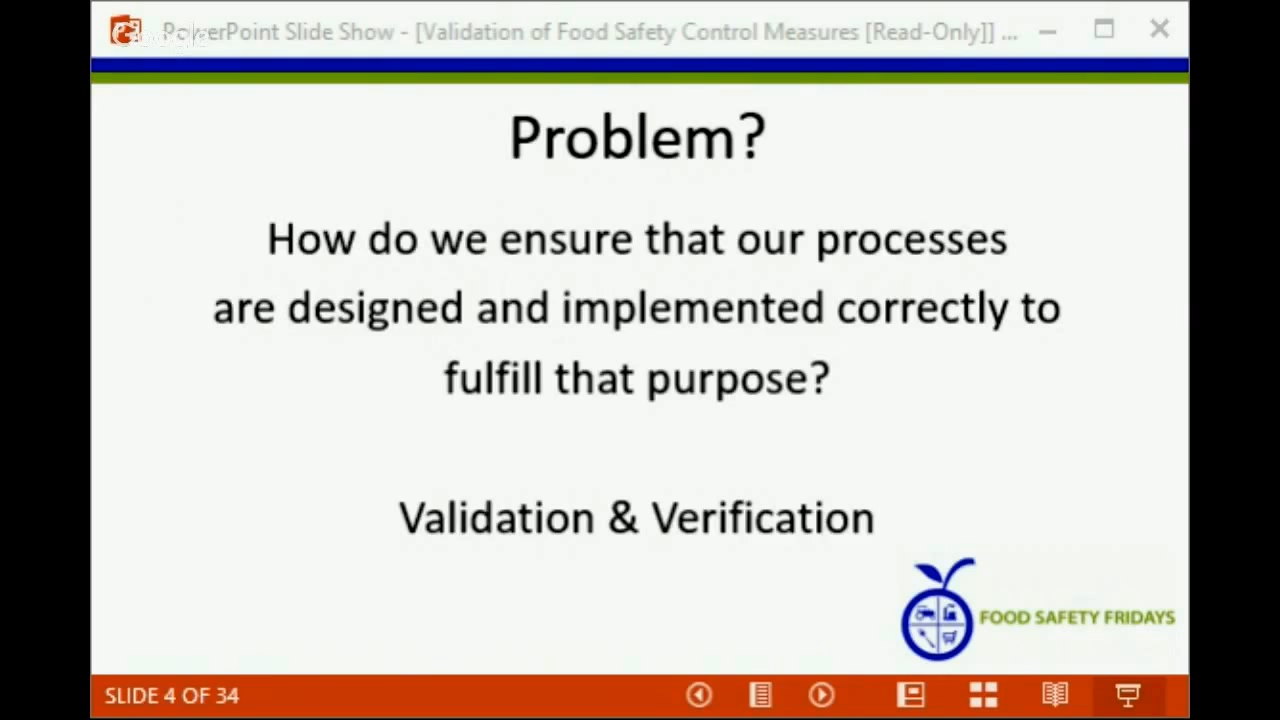 PowerPoint Slide Show - [Validation of Food Safety Control Measures [Read-Only]] ...
Google
Problem?
How do we ensure that our processes
are designed and implemented correctly to
fulfill that purpose?
Validation & Verification
FOOD SAFETY FRIDAYS
SLIDE 4 OF 34